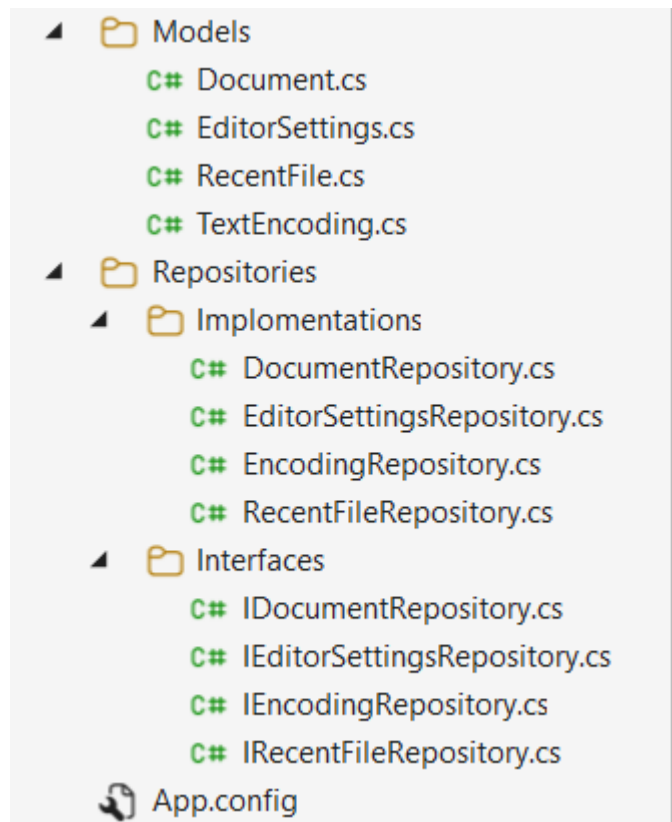 Models
C# Document.cs
C# EditorSettings.cs
C# RecentFile.cs
C# TextEncoding.cs
Repositories
Implomentations
C# DocumentRepository.cs
C# EditorSettingsRepository.cs
C# EncodingRepository.cs
C# RecentFileRepository.cs
Interfaces
C# IDocumentRepository.cs
C# IEditorSettingsRepository.cs
C# IEncodingRepository.cs
C# IRecentFileRepository.cs
App.config